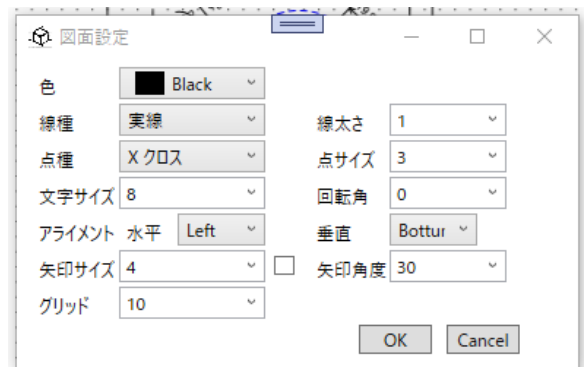 図面設定
色 Black
線種 実線 線太さ 1
点種 X クロス 点サイズ 3
文字サイズ 8 回転角 0
アライメント 水平 Left 垂直 Bottur
矢印サイズ 4 矢印角度 30
グリッド 10
OK Cancel